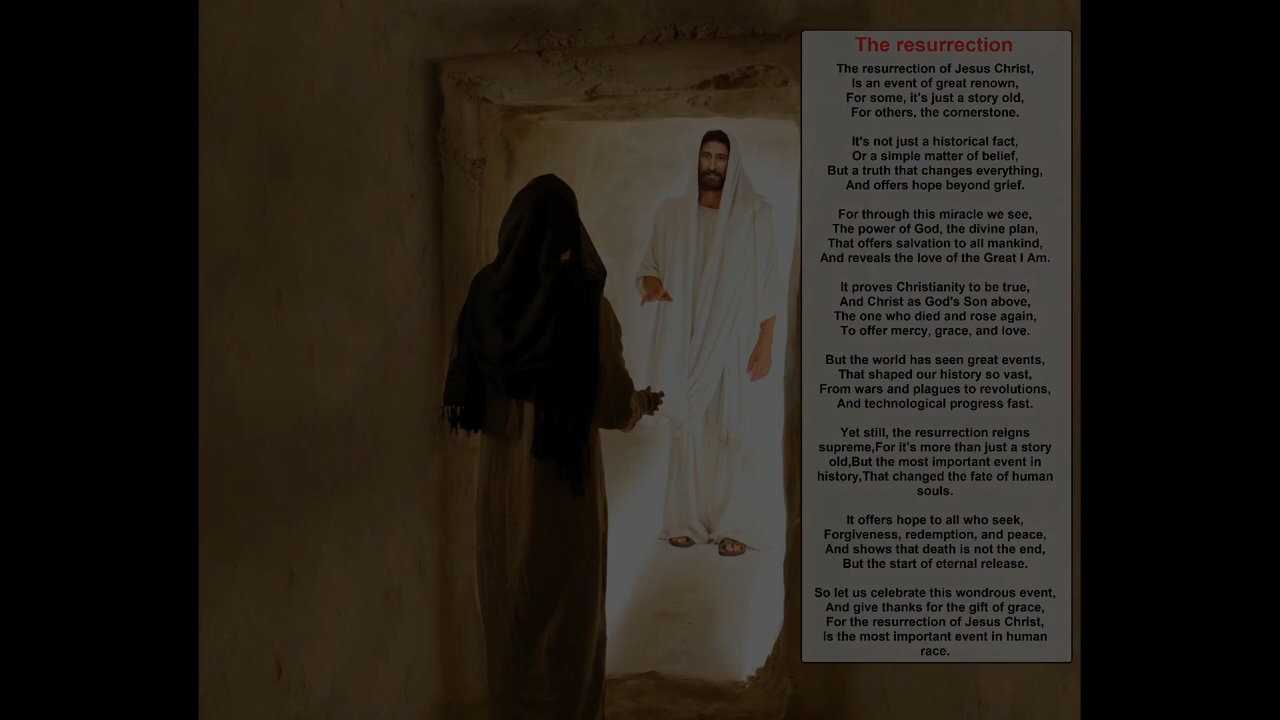 The resurrection
The resurrection of Jesus Christ,
Is an event of great renown,
For some, it's just a story old,
For others, the cornerstone.
It's not just a historical fact,
Or a simple matter of belief,
But a truth that changes everything,
And offers hope beyond grief.
For through this miracle we see,
The power of God, the divine plan,
That offers salvation to all mankind,
And reveals the love of the Great I Am.
It proves Christianity to be true,
And Christ as God's Son above,
The one who died and rose again,
To offer mercy, grace, and love.
But the world has seen great events,
That shaped our history so vast,
From wars and plagues to revolutions,
And technological progress fast.
Yet still, the resurrection reigns
supreme,For it's more than just a story
old,But the most important event in
history,That changed the fate of human
souls.
It offers hope to all who seek,
Forgiveness, redemption, and peace,
And shows that death is not the end,
But the start of eternal release.
So let us celebrate this wondrous event,
And give thanks for the gift of grace,
For the resurrection of Jesus Christ,
Is the most important event in human
race.